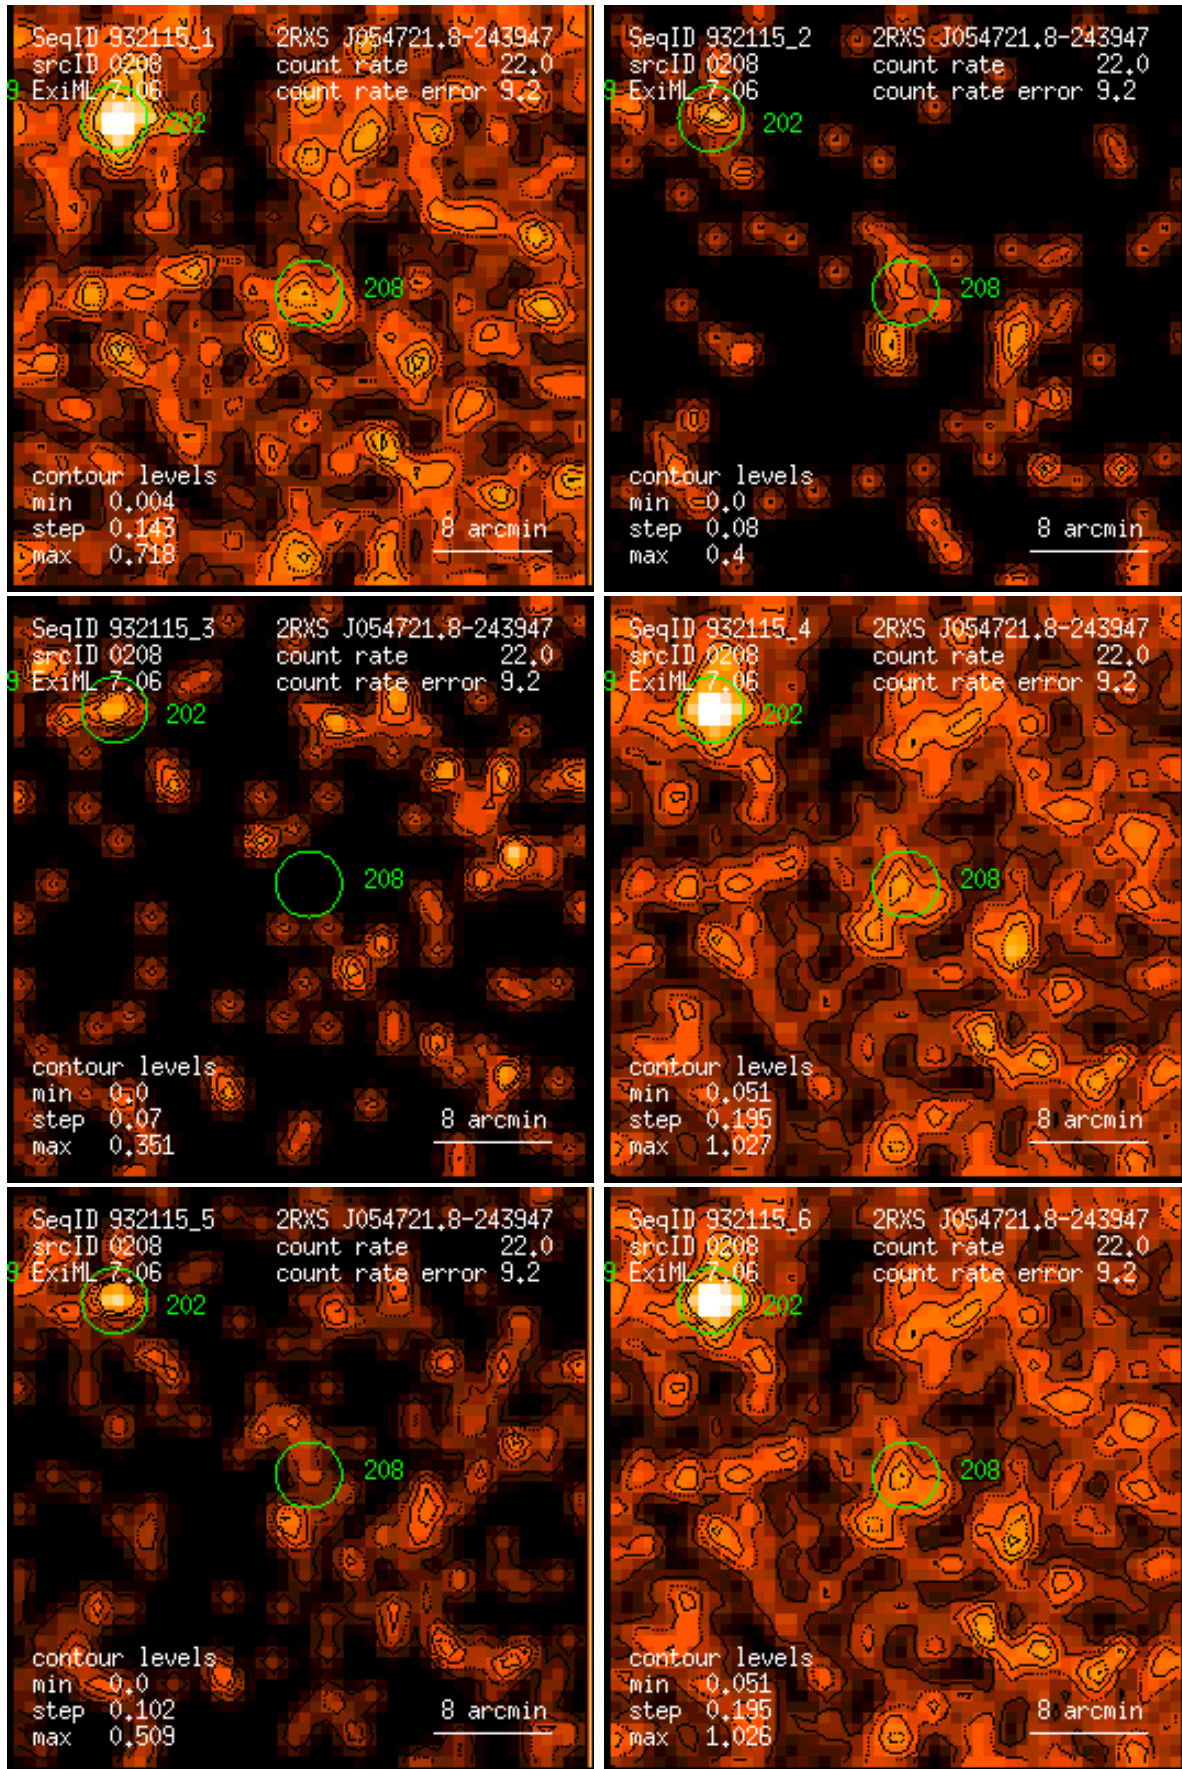 SeqID 932115_1 2RXS J054721.8-243947
srcID 0208 count rate 22.0
9 ExiML 7.06 count rate error 9.2
202
208
contour levels
min 0.004
step 0.143 8 arcmin
max 0.718
SeqID 932115_2 2RXS J054721.8-243947
srcID 0208 count rate 22.0
9 ExiML 7.06 count rate error 9.2
202
208
contour levels
min 0.0
step 0.08 8 arcmin
max 0.4
SeqID 932115_3 2RXS J054721.8-243947
srcID 0208 count rate 22.0
9 ExiML 7.06 count rate error 9.2
202
208
contour levels
min 0.0
step 0.07 8 arcmin
max 0.351
SeqID 932115_4 2RXS J054721.8-243947
srcID 0208 count rate 22.0
9 ExiML 7.06 count rate error 9.2
202
208
contour levels
min 0.051
step 0.195 8 arcmin
max 1.027
SeqID 932115_5 2RXS J054721.8-243947
srcID 0208 count rate 22.0
9 ExiML 7.06 count rate error 9.2
202
208
contour levels
min 0.0
step 0.102 8 arcmin
max 0.509
SeqID 932115_6 2RXS J054721.8-243947
srcID 0208 count rate 22.0
9 ExiML 7.06 count rate error 9.2
202
208
contour levels
min 0.051
step 0.195 8 arcmin
max 1.026